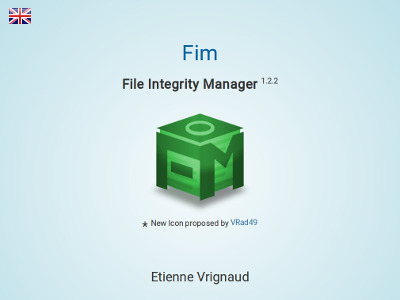 Fim
File Integrity Manager 1.2.2
★ New Icon proposed by VRad49
Etienne Vrignaud